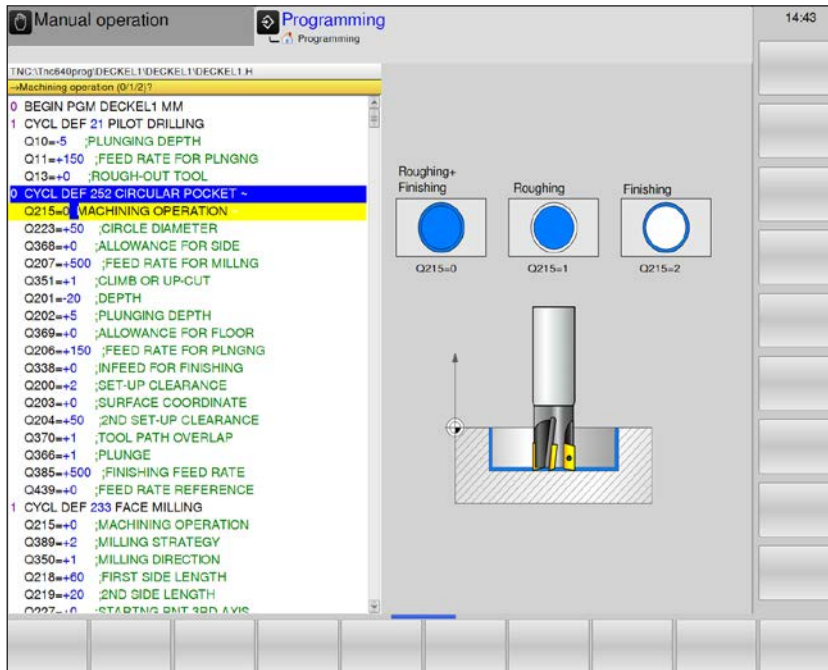 Manual operation
Programming
Programming
14:43
TNC:\Tnc640prog\DECKEL1\DECKEL1\DECKEL1.H
→Machining operation (0/1/2)?
0 BEGIN PGM DECKEL1 MM
1 CYCL DEF 21 PILOT DRILLING
Q10=-5 ;PLUNGING DEPTH
Q11=+150 ;FEED RATE FOR PLNGNG
Q13=+0 ;ROUGH-OUT TOOL
0 CYCL DEF 252 CIRCULAR POCKET ~
Q215=0 MACHINING OPERATION ~
Q223=+50 ;CIRCLE DIAMETER
Q368=+0 ;ALLOWANCE FOR SIDE
Q207=+500 ;FEED RATE FOR MILLNG
Q351=+1 ;CLIMB OR UP-CUT
Q201=-20 ;DEPTH
Q202=+5 ;PLUNGING DEPTH
Q369=+0 ;ALLOWANCE FOR FLOOR
Q206=+150 ;FEED RATE FOR PLNGNG
Q338=+0 ;INFEED FOR FINISHING
Q200=+2 ;SET-UP CLEARANCE
Q203=+0 ;SURFACE COORDINATE
Q204=+50 ;2ND SET-UP CLEARANCE
Q370=+1 ;TOOL PATH OVERLAP
Q366=+1 ;PLUNGE
Q385=+500 ;FINISHING FEED RATE
Q439=+0 ;FEED RATE REFERENCE
1 CYCL DEF 233 FACE MILLING
Q215=+0 ;MACHINING OPERATION
Q389=+2 ;MILLING STRATEGY
Q350=+1 ;MILLING DIRECTION
Q218=+60 ;FIRST SIDE LENGTH
Q219=+20 ;2ND SIDE LENGTH
Q227=+0 ;STARTNG PNT 3RD AXIS
Roughing+
Finishing
Roughing
Finishing
Q215=0
Q215=1
Q215=2